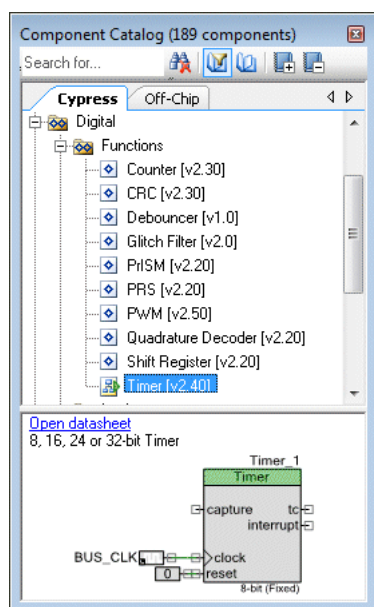 Component Catalog (189 components)
Search for...
Cypress Off-Chip
Digital
Functions
Counter [v2.30]
CRC [v2.30]
Debouncer [v1.0]
Glitch Filter [v2.0]
PrISM [v2.20]
PRS [v2.20]
PWM [v2.50]
Quadrature Decoder [v2.20]
Shift Register [v2.20]
Timer [v2.40]
Open datasheet
8, 16, 24 or 32-bit Timer
Timer_1
Timer
capture tc
interrupt
BUS_CLK clock
0 reset
8-bit (Fixed)